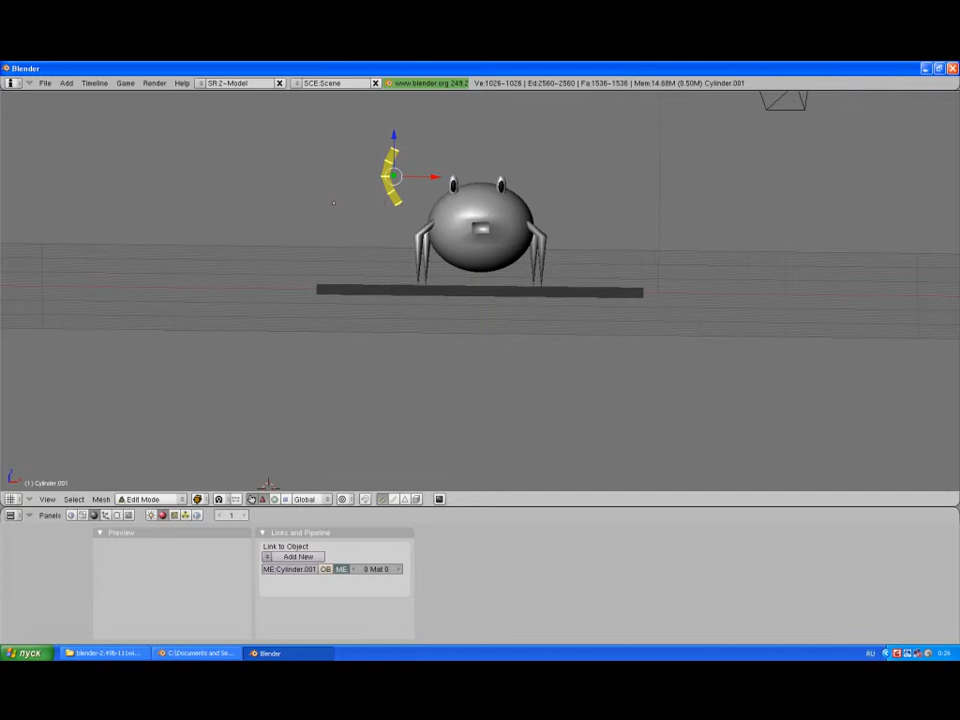 Blender
File Add Timeline Game Render Help SR:2-Model SCE:Scene www.blender.org 249.2 Ve:1026-1026 | Ed:2560-2560 | Fa:1536-1536 | Mem:14.68M (0.50M) Cylinder.001
(1) Cylinder.001
View Select Mesh Edit Mode Global
Panels 1
Preview Links and Pipeline
Link to Object
Add New
ME:Cylinder.001 OB ME 0 Mat 0
пуск blender-2.49b-111wi... C:\Documents and Se... Blender RU 0:26